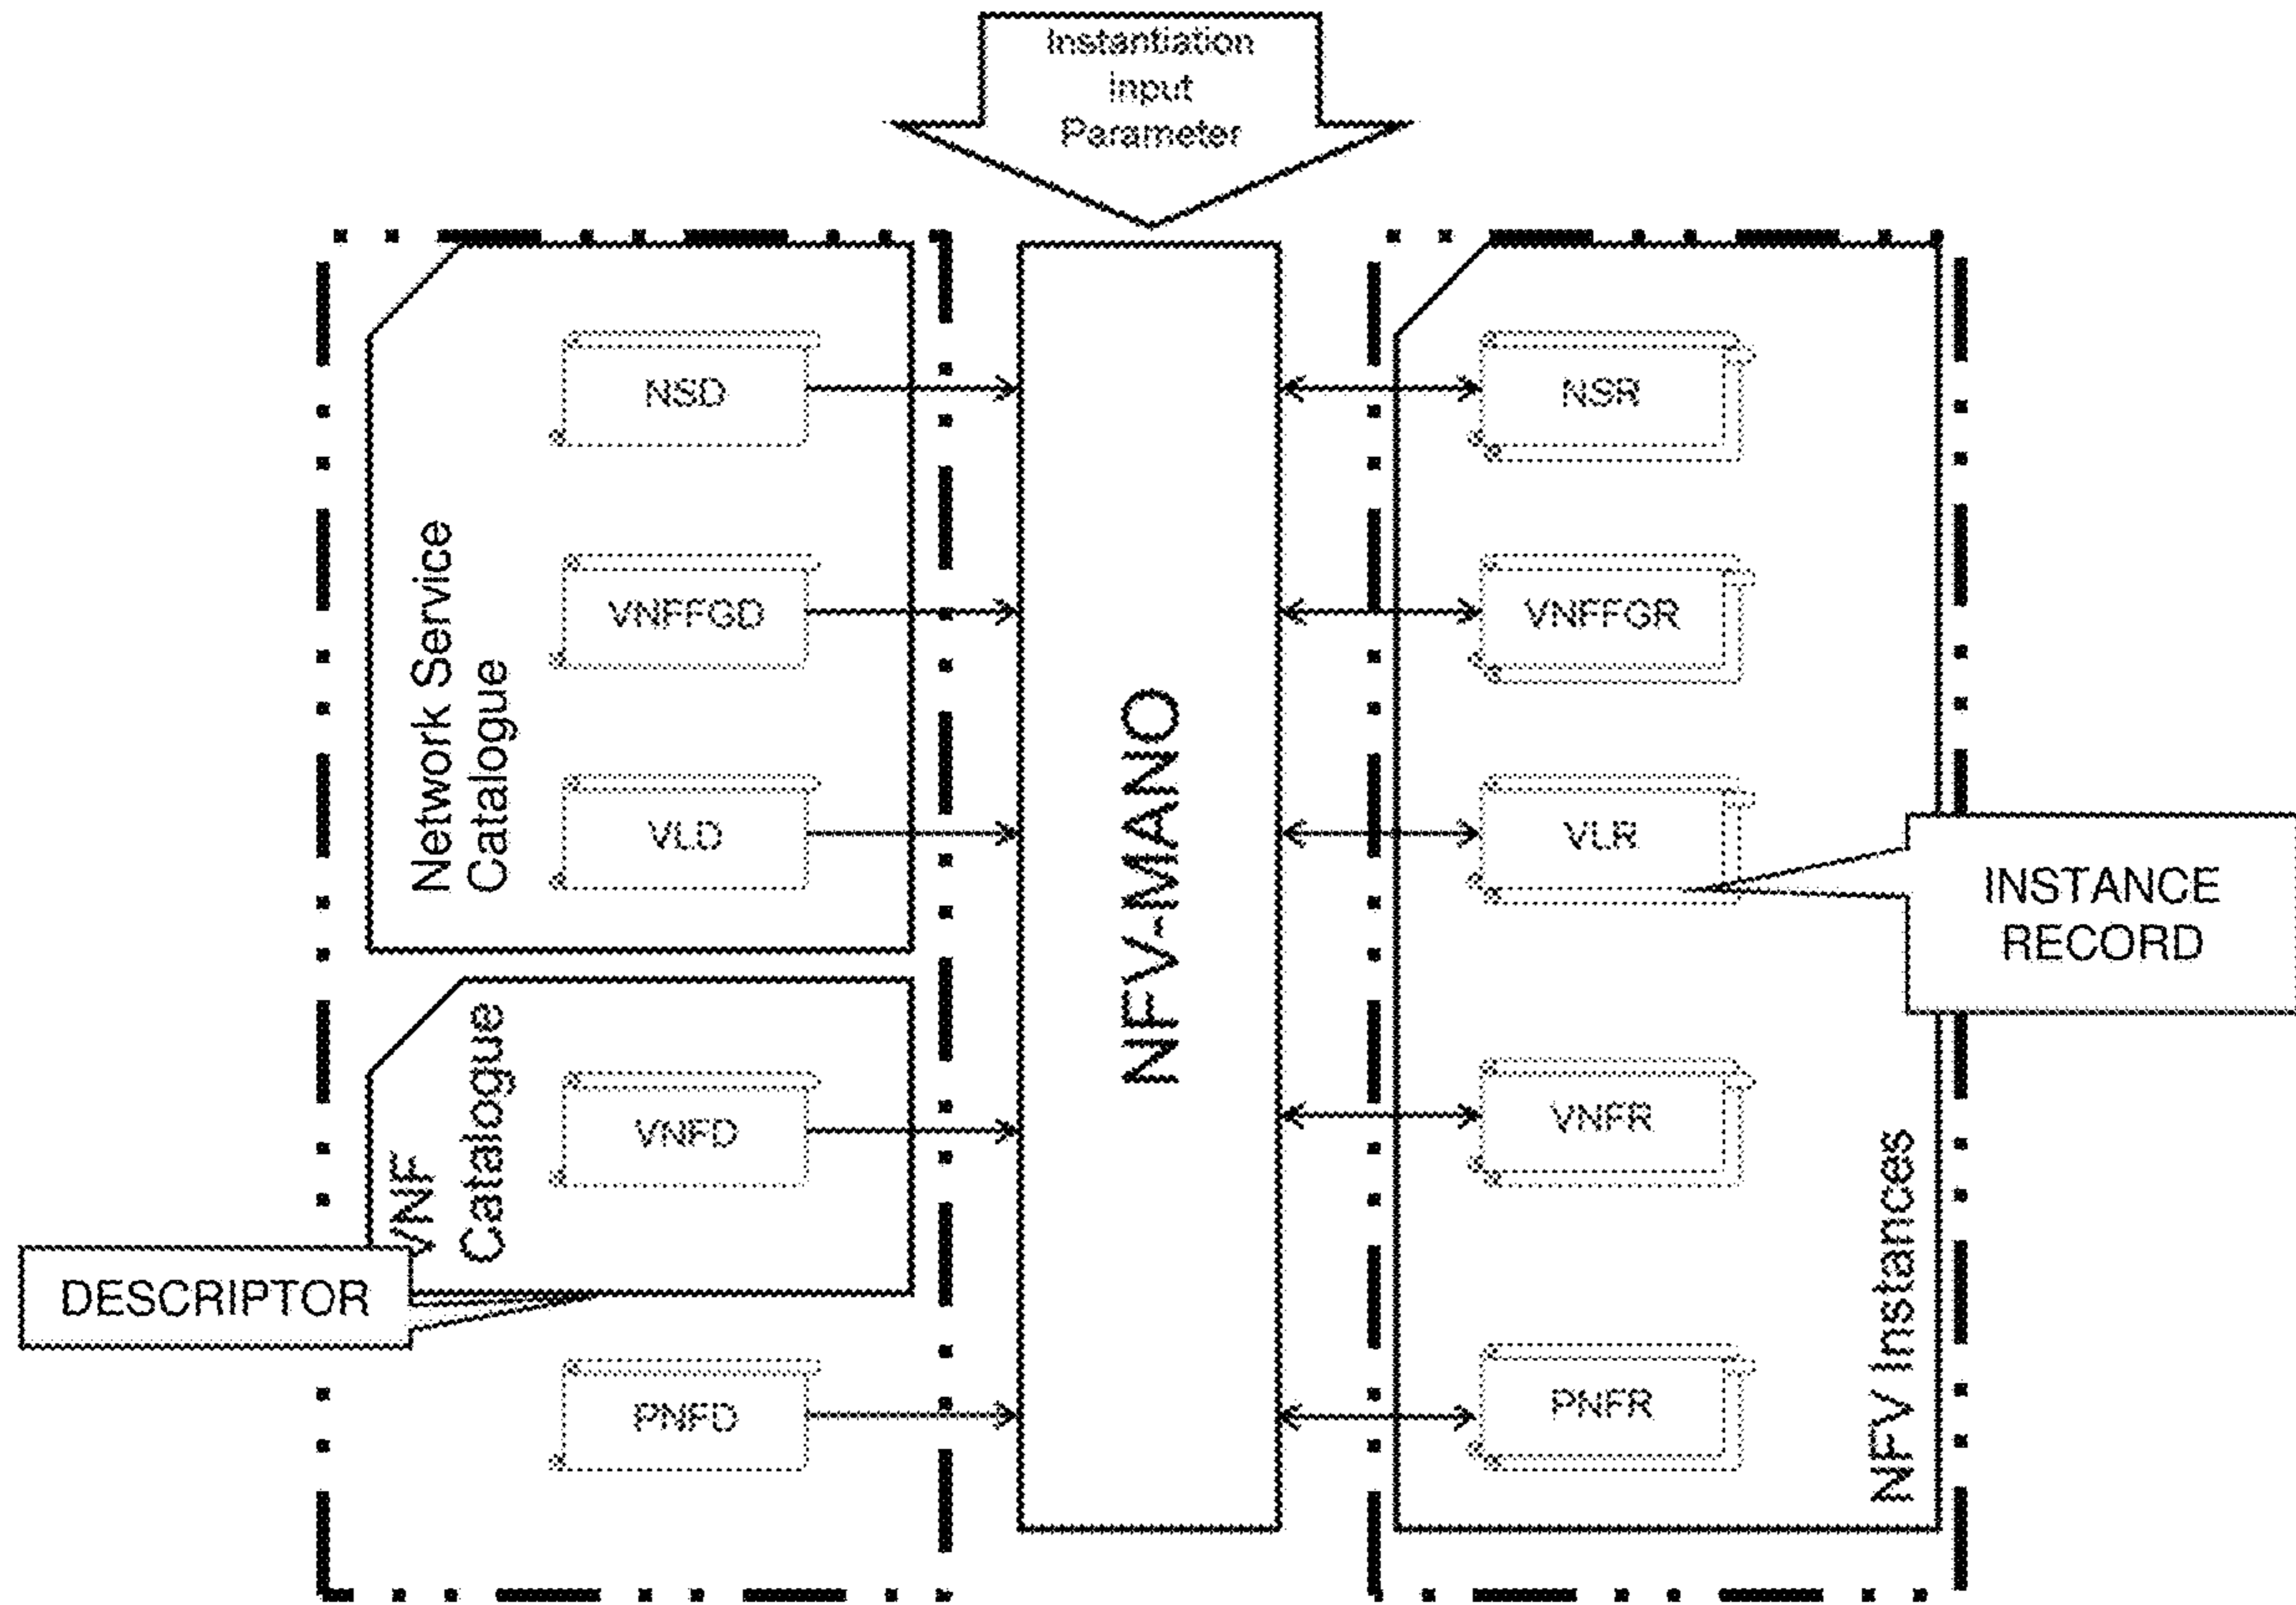 Instantiation
Input
Parameter
Network Service
Catalogue
NSD
VNFFGD
VLD
VNF
Catalogue
VNFD
DESCRIPTOR
PNFD
NFV-MANO
NSR
VNFFGR
VLR
INSTANCE
RECORD
VNFR
PNFR
NFV Instances